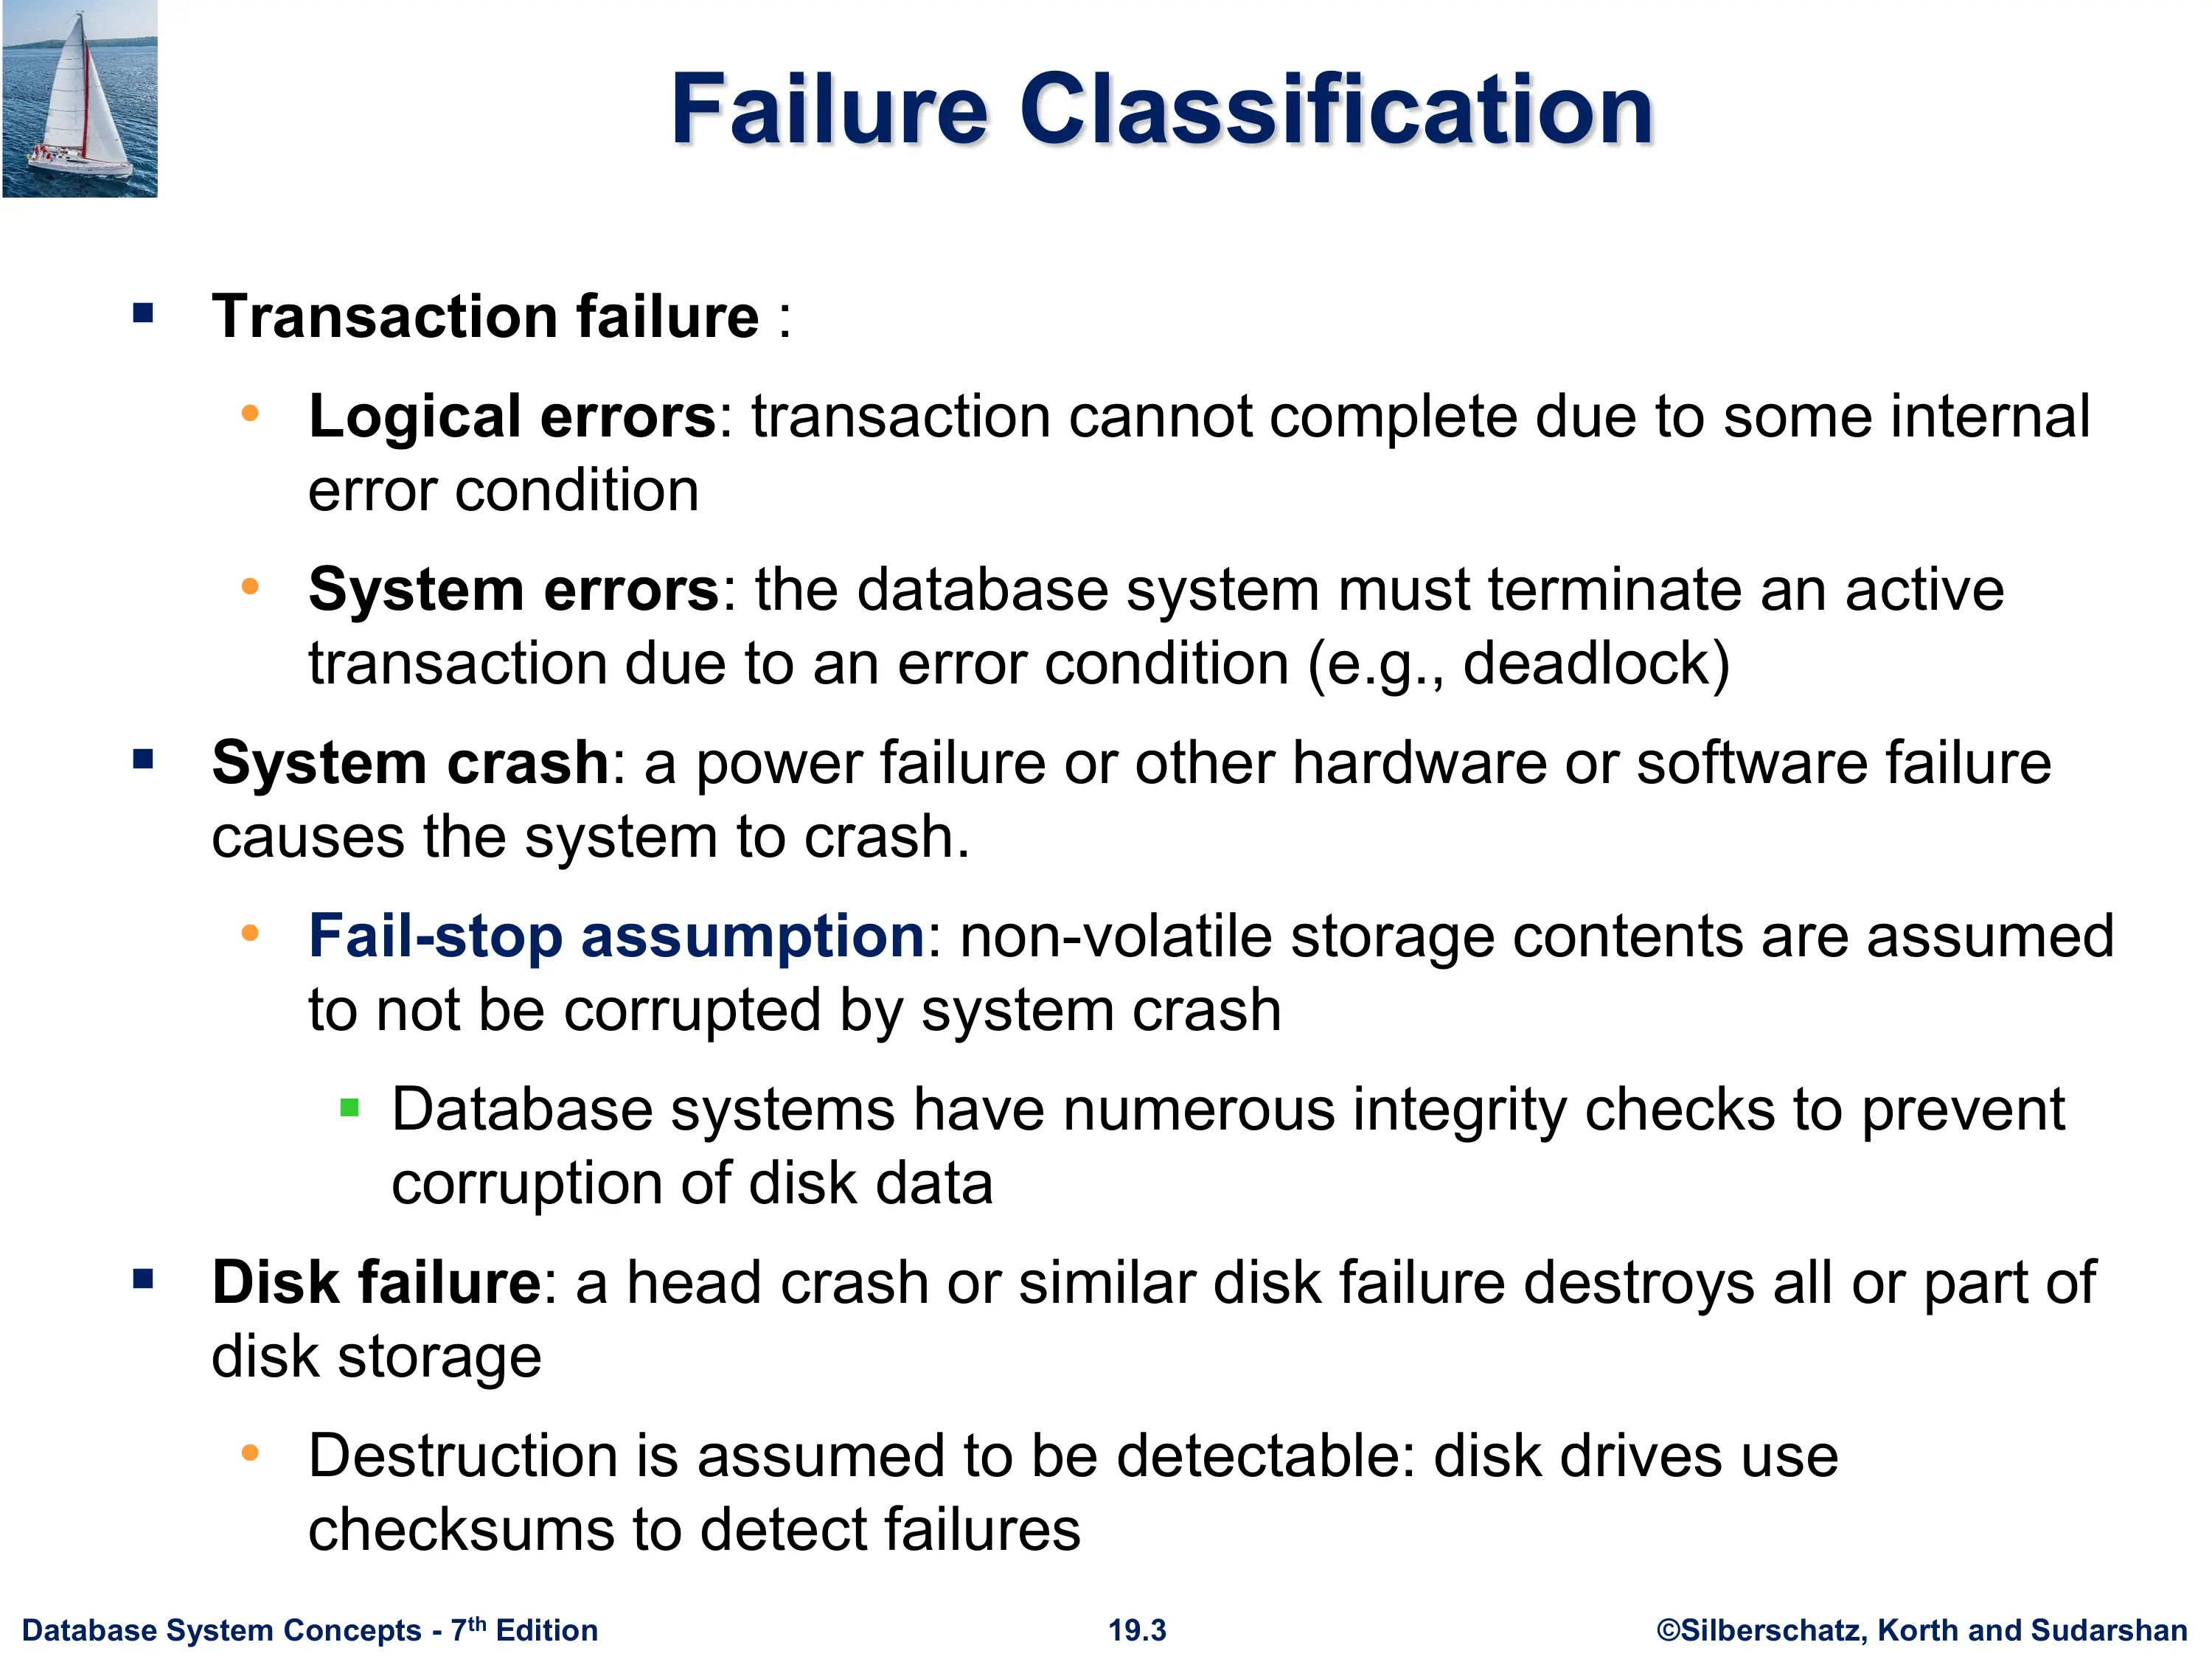 Failure Classification
▪ Transaction failure :
• Logical errors: transaction cannot complete due to some internal
error condition
• System errors: the database system must terminate an active
transaction due to an error condition (e.g., deadlock)
▪ System crash: a power failure or other hardware or software failure
causes the system to crash.
• Fail-stop assumption: non-volatile storage contents are assumed
to not be corrupted by system crash
▪ Database systems have numerous integrity checks to prevent
corruption of disk data
▪ Disk failure: a head crash or similar disk failure destroys all or part of
disk storage
• Destruction is assumed to be detectable: disk drives use
checksums to detect failures
Database System Concepts - 7th Edition 19.3 ©Silberschatz, Korth and Sudarshan